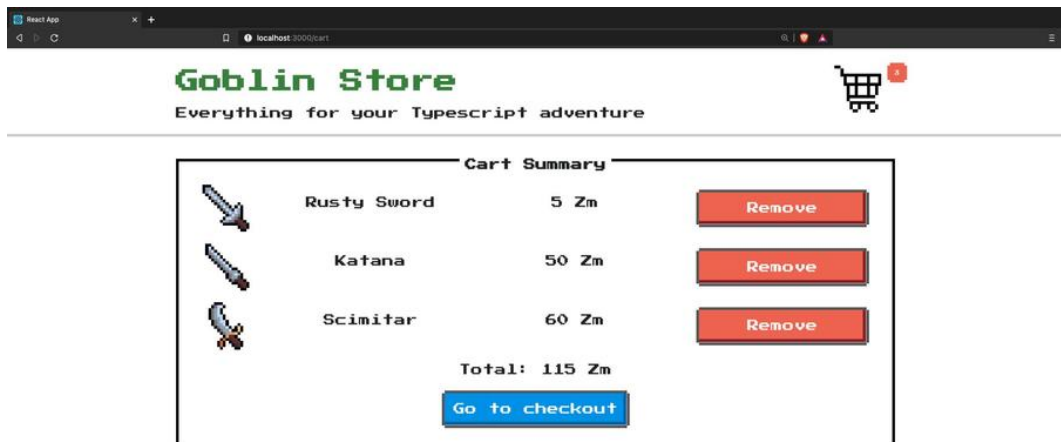 React App
localhost:3000/cart
Goblin Store
3
Everything for your Typescript adventure
Cart Summary
Rusty Sword 5 Zm Remove
Katana 50 Zm Remove
Scimitar 60 Zm Remove
Total: 115 Zm
Go to checkout